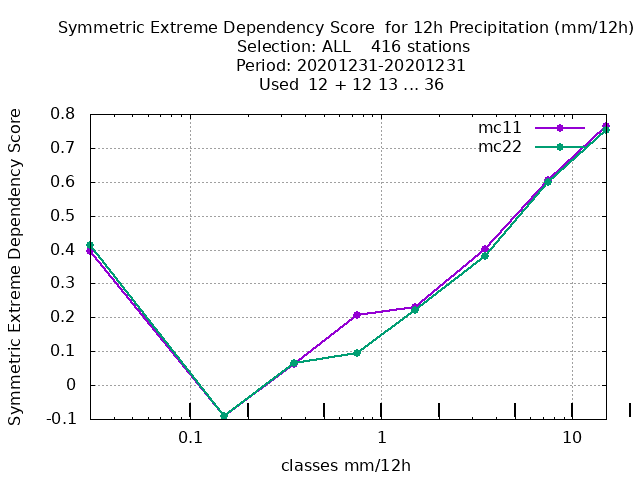 Symmetric Extreme Dependency Score  for 12h Precipitation (mm/12h)
Selection: ALL    416 stations
Period: 20201231-20201231
Used  12 + 12 13 ... 36
Symmetric Extreme Dependency Score
0.8
0.7
0.6
0.5
0.4
0.3
0.2
0.1
0
-0.1
mc11
mc22
0.1
1
10
classes mm/12h